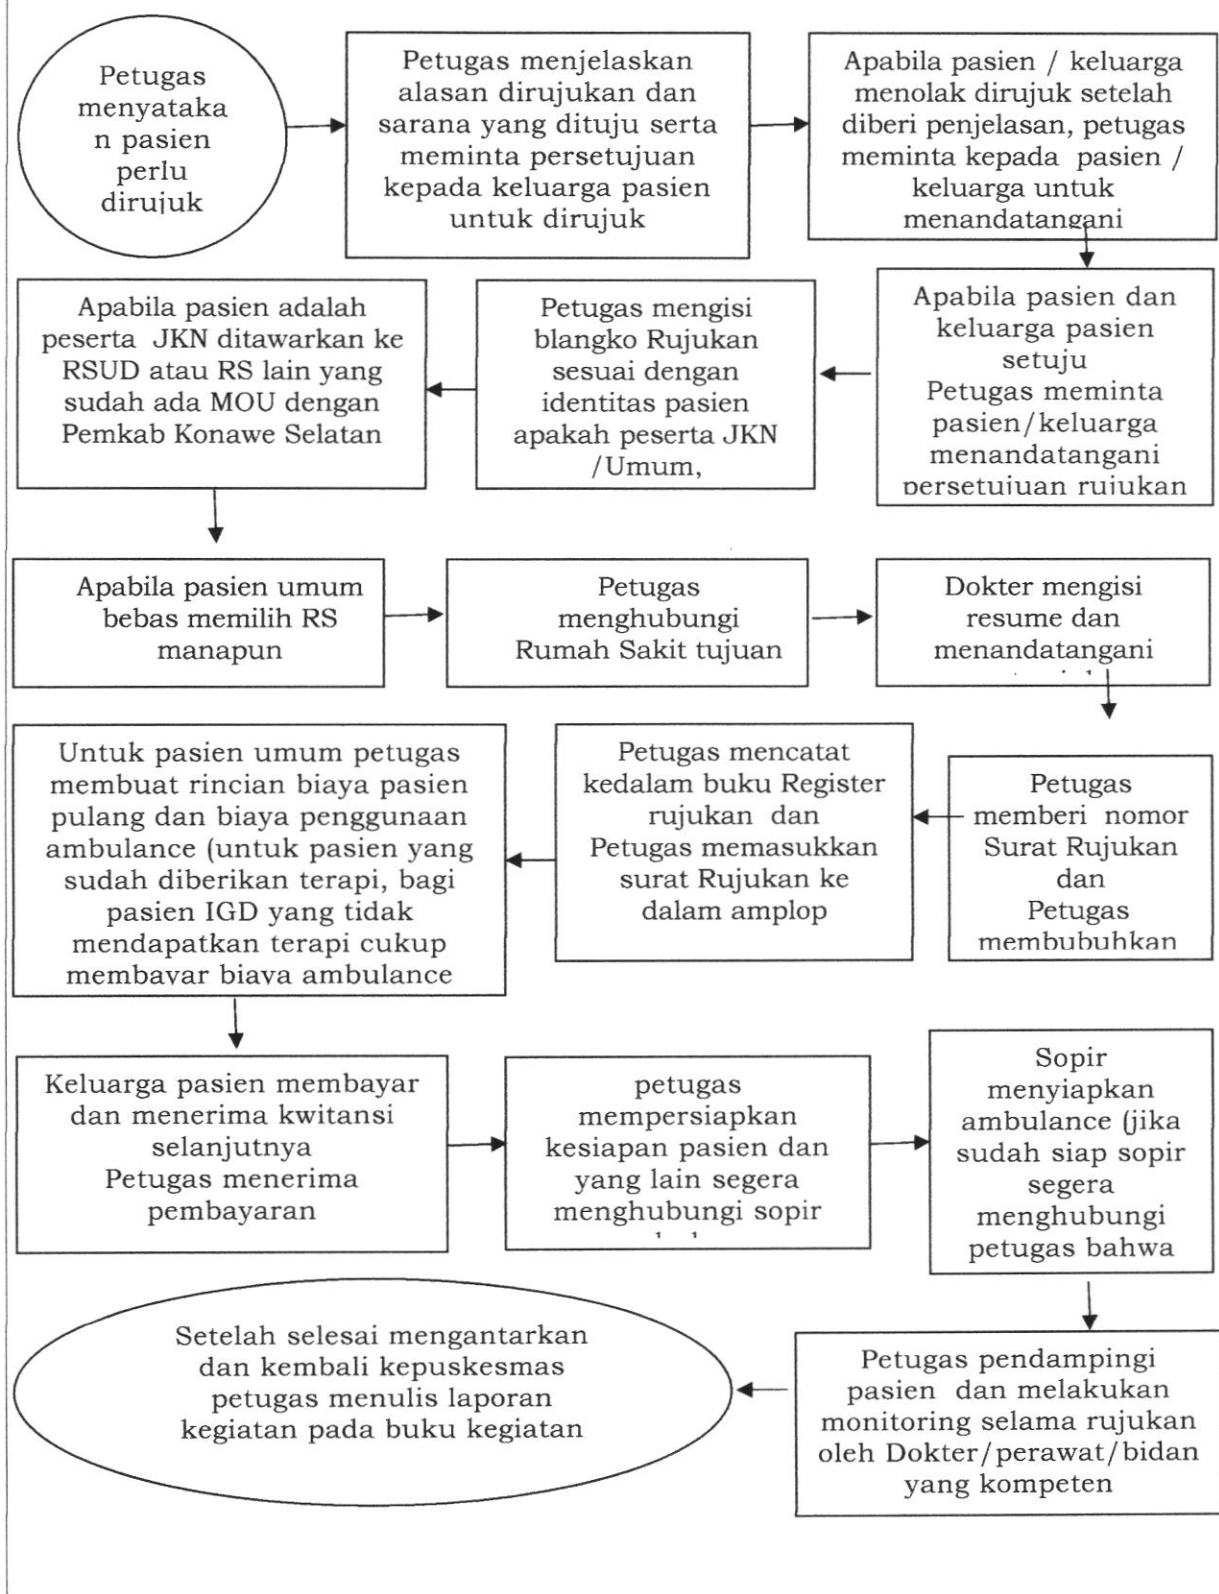 Petugas
menyataka
n pasien
perlu
dirujuk
Petugas menjelaskan
alasan dirujukan dan
sarana yang dituju serta
meminta persetujuan
kepada keluarga pasien
untuk dirujuk
Apabila pasien / keluarga
menolak dirujuk setelah
diberi penjelasan, petugas
meminta kepada pasien /
keluarga untuk
menandatangani
Apabila pasien dan
keluarga pasien
setuju
Petugas meminta
pasien/keluarga
menandatangani
persetujuan rujukan
Petugas mengisi
blangko Rujukan
sesuai dengan
identitas pasien
apakah peserta JKN
/Umum,
Apabila pasien adalah
peserta JKN ditawarkan ke
RSUD atau RS lain yang
sudah ada MOU dengan
Pemkab Konawe Selatan
Apabila pasien umum
bebas memilih RS
manapun
Petugas
menghubungi
Rumah Sakit tujuan
Dokter mengisi
resume dan
menandatangani
Petugas
memberi nomor
Surat Rujukan
dan
Petugas
membubuhkan
Petugas mencatat
kedalam buku Register
rujukan dan
Petugas memasukkan
surat Rujukan ke
dalam amplop
Untuk pasien umum petugas
membuat rincian biaya pasien
pulang dan biaya penggunaan
ambulance (untuk pasien yang
sudah diberikan terapi, bagi
pasien IGD yang tidak
mendapatkan terapi cukup
membayar biaya ambulance
Keluarga pasien membayar
dan menerima kwitansi
selanjutnya
Petugas menerima
pembayaran
petugas
mempersiapkan
kesiapan pasien dan
yang lain segera
menghubungi sopir
Sopir
menyiapkan
ambulance (jika
sudah siap sopir
segera
menghubungi
petugas bahwa
Petugas pendampingi
pasien dan melakukan
monitoring selama rujukan
oleh Dokter/perawat/bidan
yang kompeten
Setelah selesai mengantarkan
dan kembali kepuskesmas
petugas menulis laporan
kegiatan pada buku kegiatan